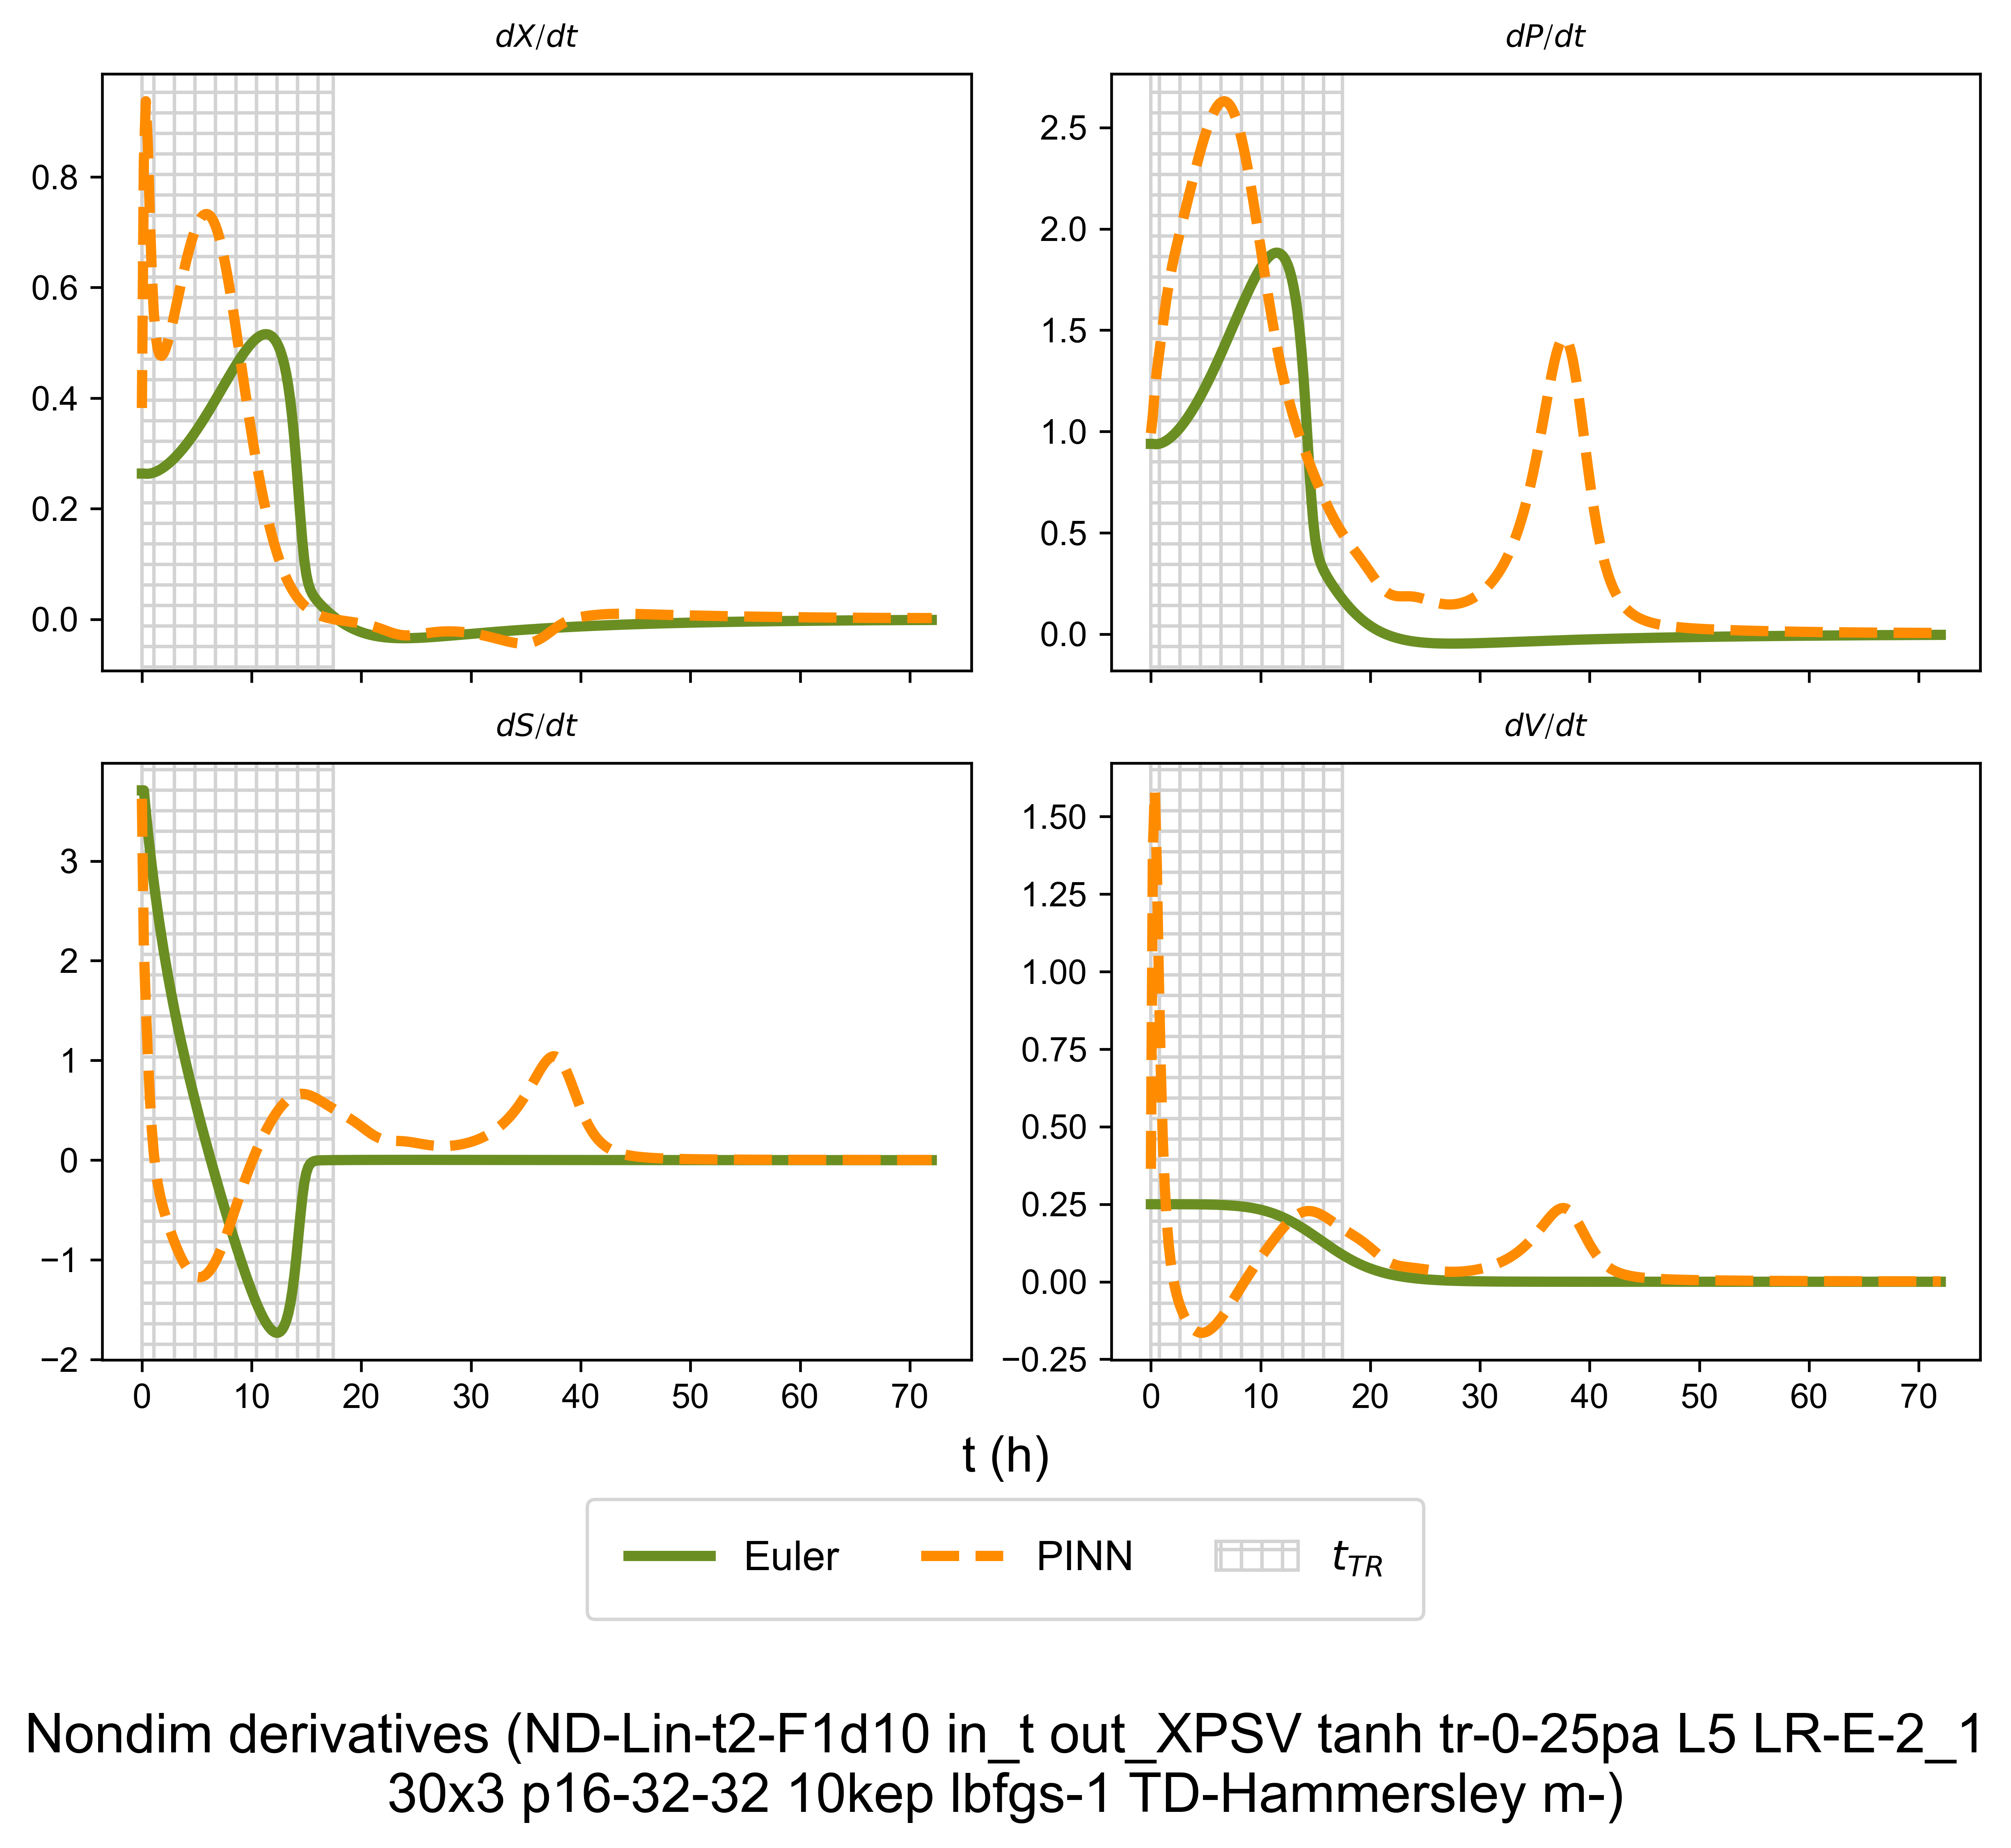 dX/dt
dP/dt
0.8
0.6
0.4
0.2
0.0
2.5
2.0
1.5
1.0
0.5
0.0
dS/dt
dV/dt
3
2
1
0
−1
−2
0 10 20 30 40 50 60 70
1.50
1.25
1.00
0.75
0.50
0.25
0.00
−0.25
0 10 20 30 40 50 60 70
t (h)
Euler PINN t_{TR}
Nondim derivatives (ND-Lin-t2-F1d10 in_t out_XPSV tanh tr-0-25pa L5 LR-E-2_1
30x3 p16-32-32 10kep lbfgs-1 TD-Hammersley m-)